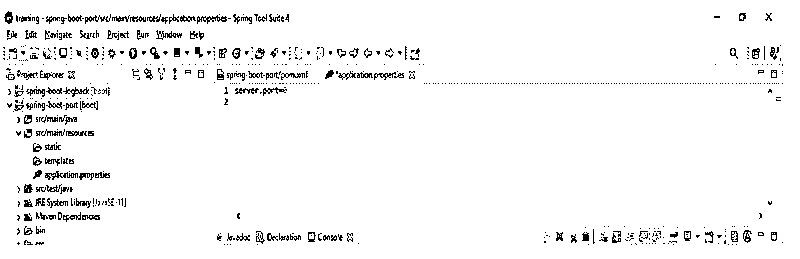 training - spring-boot-port/src/main/resources/application.properties - Spring Tool Suite 4
File Edit Navigate Search Project Run Window Help
Project Explorer
spring-boot-port/pom.xml
*application.properties
spring-boot-logback [boot]
spring-boot-port [boot]
src/main/java
src/main/resources
static
templates
application.properties
src/test/java
JRE System Library [JavaSE-11]
Maven Dependencies
bin
1 server.port=
2
Javadoc Declaration Console